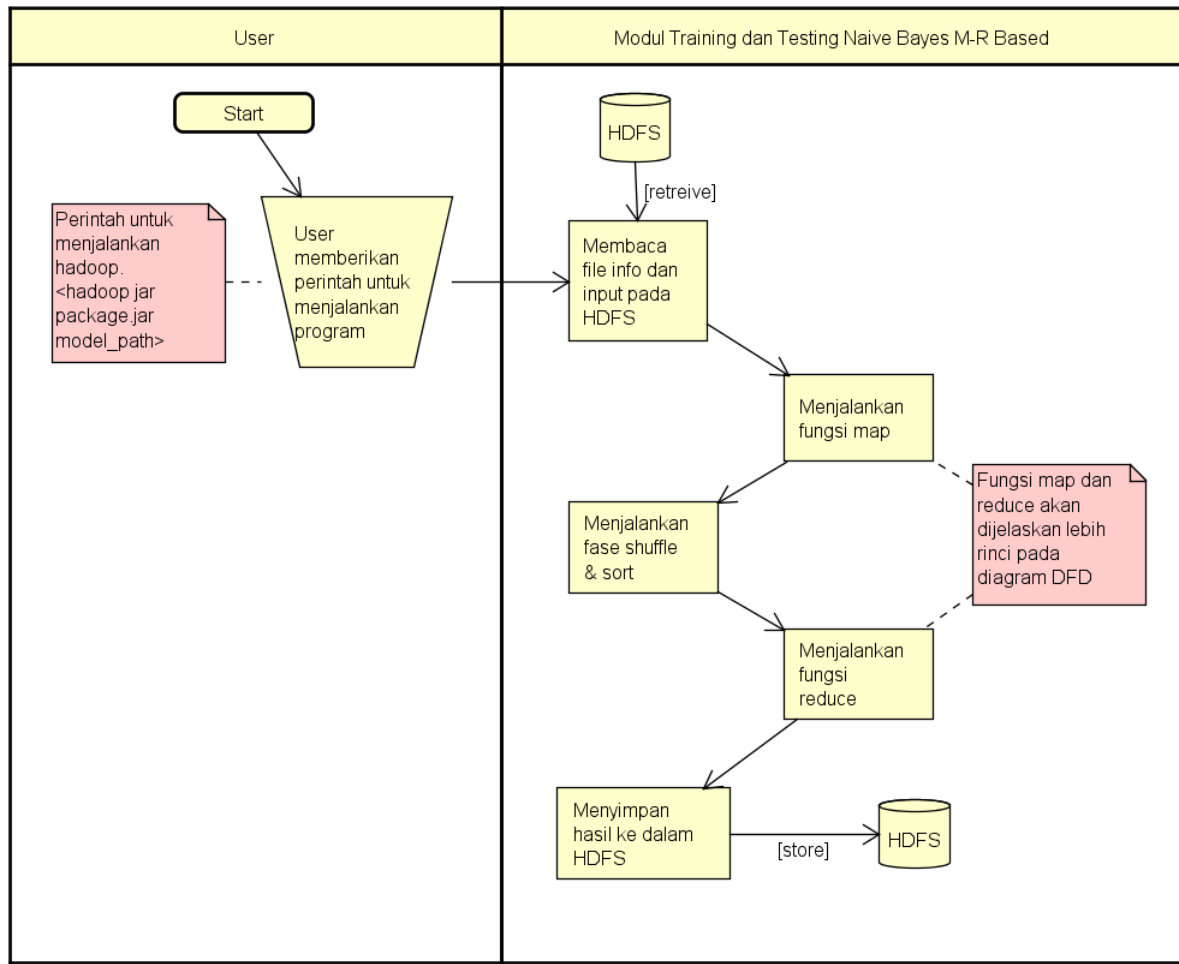 User
Modul Training dan Testing Naive Bayes M-R Based
Start
HDFS
[retreive]
Perintah untuk
menjalankan
hadoop.
<hadoop jar
package.jar
model_path>
User
memberikan
perintah untuk
menjalankan
program
Membaca
file info dan
input pada
HDFS
Menjalankan
fungsi map
Fungsi map dan
reduce akan
dijelaskan lebih
rinci pada
diagram DFD
Menjalankan
fase shuffle
& sort
Menjalankan
fungsi
reduce
Menyimpan
hasil ke dalam
HDFS
[store]
HDFS